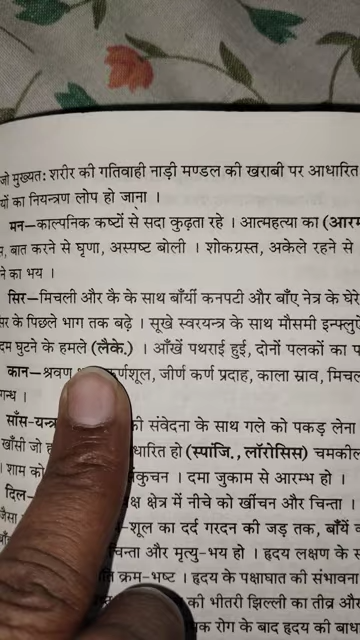 जो मुख्यत: शरीर की गतिवाही नाड़ी मण्डल की खराबी पर आधारित
यों का नियन्त्रण लोप हो जाना ।
मन—काल्पनिक कष्टों से सदा कुढ़ता रहे । आत्महत्या का (आरम
बात करने से घृणा, अस्पष्ट बोली । शोकग्रस्त, अकेले रहने से
ने का भय ।
सिर—मिचली और कै के साथ बाँयीं कनपटी और बाँए नेत्र के घेरे
सर के पिछले भाग तक बढ़े । सूखे स्वरयन्त्र के साथ मौसमी इन्फ्लुऐ
दम घुटने के हमले (लैके.) । आँखें पथराई हुई, दोनों पलकों का प
कान—श्रवण कर्णशूल, जीर्ण कर्ण प्रदाह, काला स्राव, मिचल
गन्ध ।
साँस-यन्त्र की संवेदना के साथ गले को पकड़ लेना
खाँसी जो ह धारित हो (स्पांजि., लॉरोसिस) चमकील
। शाम को संकुचन । दमा जुकाम से आरम्भ हो ।
दिल— क्ष क्षेत्र में नीचे को खींचन और चिन्ता ।
जैसा -शूल का दर्द गरदन की जड़ तक, बाँयें
चिन्ता और मृत्यु-भय हो । हृदय लक्षण के स
क्रम-भष्ट । हृदय के पक्षाघात की संभावना
की भीतरी झिल्ली का तीव्र और
रोग के बाद हृदय की बाध